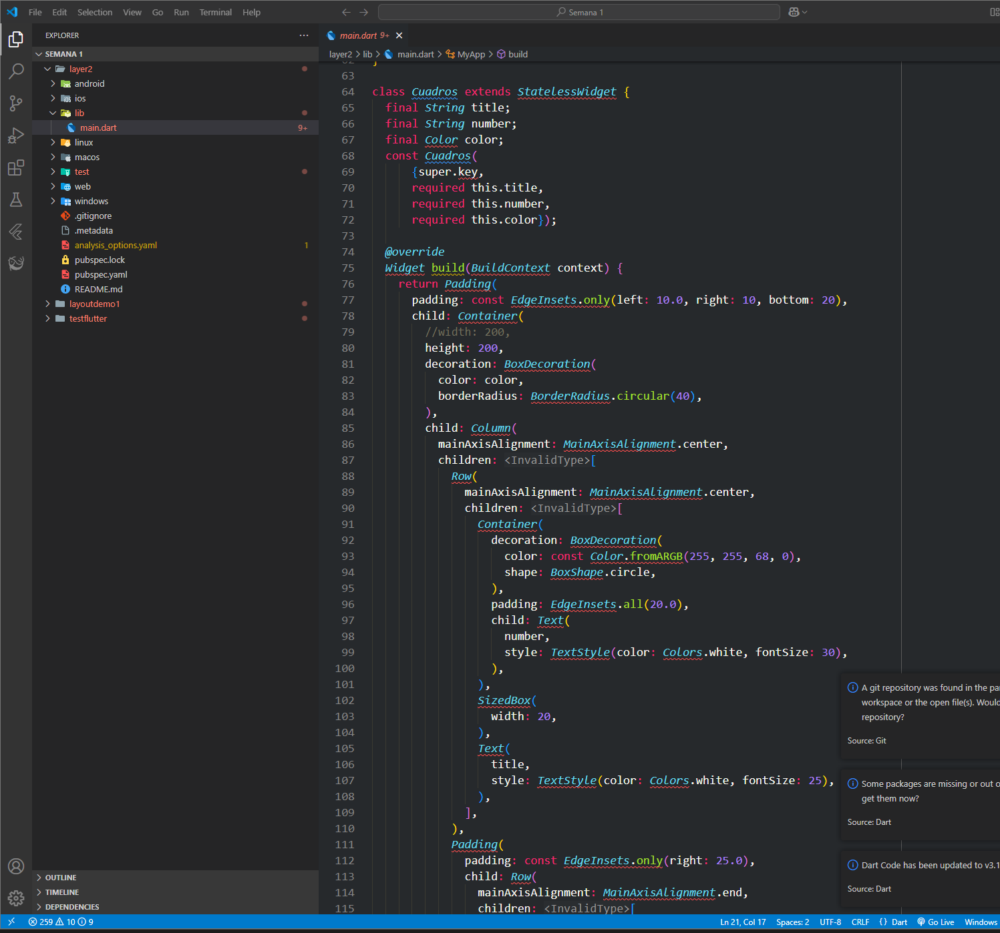 File Edit Selection View Go Run Terminal Help
Semana 1
EXPLORER
SEMANA 1
layer2
android
ios
lib
main.dart 9+
linux
macos
test
web
windows
.gitignore
.metadata
analysis_options.yaml 1
pubspec.lock
pubspec.yaml
README.md
layoutdemo1
testflutter
OUTLINE
TIMELINE
DEPENDENCIES
main.dart 9+
layer2 > lib > main.dart > MyApp > build
62 }
63
64 class Cuadros extends StatelessWidget {
65 final String title;
66 final String number;
67 final Color color;
68 const Cuadros(
69 {super.key,
70 required this.title,
71 required this.number,
72 required this.color});
73
74 @override
75 Widget build(BuildContext context) {
76 return Padding(
77 padding: const EdgeInsets.only(left: 10.0, right: 10, bottom: 20),
78 child: Container(
79 //width: 200,
80 height: 200,
81 decoration: BoxDecoration(
82 color: color,
83 borderRadius: BorderRadius.circular(40),
84 ),
85 child: Column(
86 mainAxisAlignment: MainAxisAlignment.center,
87 children: <InvalidType>[
88 Row(
89 mainAxisAlignment: MainAxisAlignment.center,
90 children: <InvalidType>[
91 Container(
92 decoration: BoxDecoration(
93 color: const Color.fromARGB(255, 255, 68, 0),
94 shape: BoxShape.circle,
95 ),
96 padding: EdgeInsets.all(20.0),
97 child: Text(
98 number,
99 style: TextStyle(color: Colors.white, fontSize: 30),
100 ),
101 ),
102 SizedBox(
103 width: 20,
104 ),
105 Text(
106 title,
107 style: TextStyle(color: Colors.white, fontSize: 25),
108 ),
109 ],
110 ),
111 Padding(
112 padding: const EdgeInsets.only(right: 25.0),
113 child: Row(
114 mainAxisAlignment: MainAxisAlignment.end,
115 children: <InvalidType>[
A git repository was found in the
workspace or the open file(s).
repository?
Source: Git
Some packages are missing or out
get them now?
Source: Dart
Dart Code has been updated to v3.1
Source: Dart
259 10 9
Ln 21, Col 17 Spaces: 2 UTF-8 CRLF {} Dart Go Live Windows